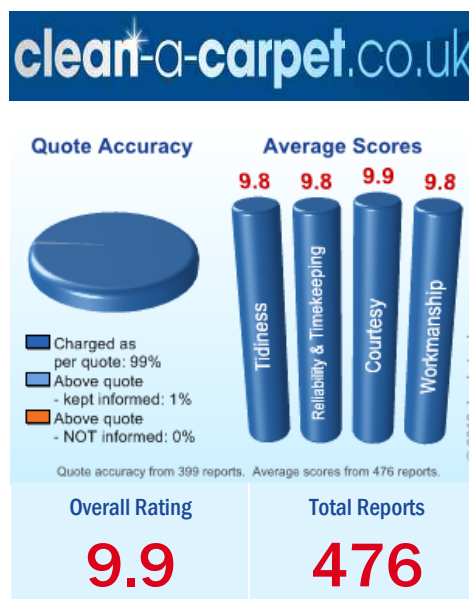 clean-a-carpet.co.uk
Quote Accuracy
Average Scores
9.8 9.8 9.9 9.8
Tidiness
Reliability & Timekeeping
Courtesy
Workmanship
Charged as
per quote: 99%
Above quote
- kept informed: 1%
Above quote
- NOT informed: 0%
Quote accuracy from 399 reports. Average scores from 476 reports.
Overall Rating
Total Reports
9.9
476